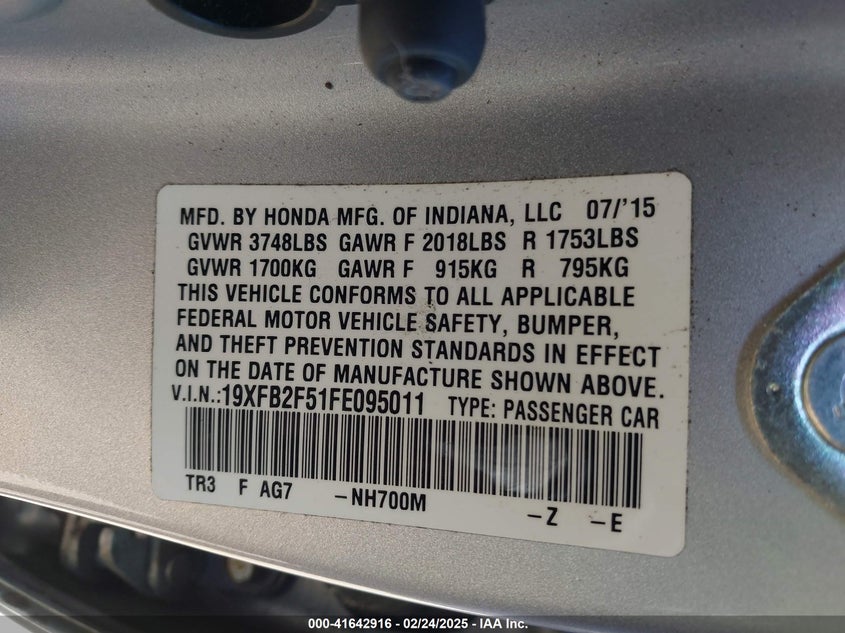 MFD. BY HONDA MFG. OF INDIANA, LLC 07/'15
GVWR 3748LBS GAWR F 2018LBS R 1753LBS
GVWR 1700KG GAWR F 915KG R 795KG
THIS VEHICLE CONFORMS TO ALL APPLICABLE
FEDERAL MOTOR VEHICLE SAFETY, BUMPER,
AND THEFT PREVENTION STANDARDS IN EFFECT
ON THE DATE OF MANUFACTURE SHOWN ABOVE.
V.I.N.:19XFB2F51FE095011 TYPE: PASSENGER CAR
TR3 F AG7 -NH700M -Z -E
000-41642916 - 02/24/2025 - IAA Inc.